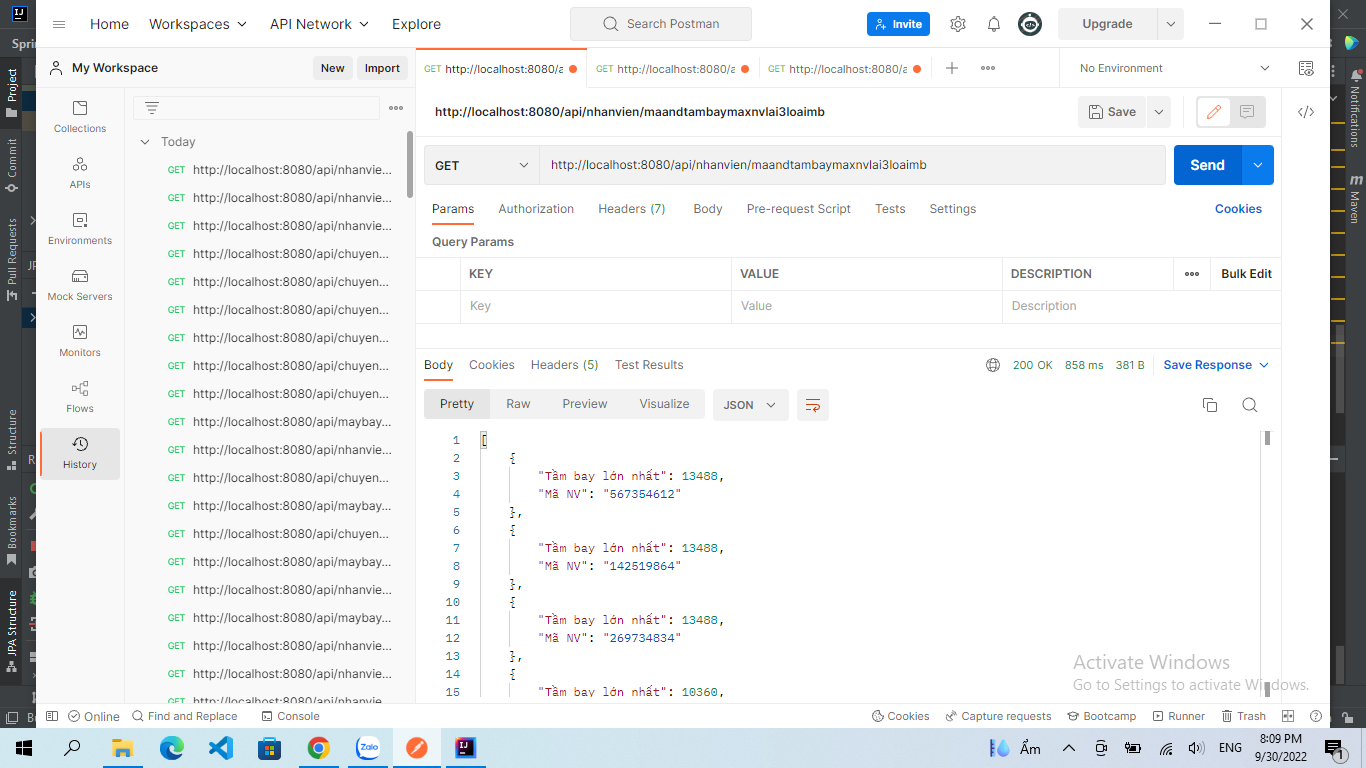 Home
Workspaces
API Network
Explore
Search Postman
Invite
Upgrade
Spri
My Workspace
New
Import
GET http://localhost:8080/a
GET http://localhost:8080/a
GET http://localhost:8080/a
No Environment
Project
Commit
Pull Request
Structure
Bookmarks
JPA Structure
Collections
APIs
Environments
Mock Servers
Monitors
Flows
History
Today
GET http://localhost:8080/api/nhanvie...
GET http://localhost:8080/api/nhanvie...
GET http://localhost:8080/api/nhanvie...
GET http://localhost:8080/api/chuyen...
GET http://localhost:8080/api/chuyen...
GET http://localhost:8080/api/chuyen...
GET http://localhost:8080/api/chuyen...
GET http://localhost:8080/api/chuyen...
GET http://localhost:8080/api/chuyen...
GET http://localhost:8080/api/maybay...
GET http://localhost:8080/api/nhanvie...
GET http://localhost:8080/api/chuyen...
GET http://localhost:8080/api/maybay...
GET http://localhost:8080/api/chuyen...
GET http://localhost:8080/api/maybay...
GET http://localhost:8080/api/nhanvie...
GET http://localhost:8080/api/maybay...
GET http://localhost:8080/api/nhanvie...
GET http://localhost:8080/api/nhanvie...
GET http://localhost:8080/api/nhanvie...
http://localhost:8080/api/nhanvien/maandtambaymaxnvlai3loaimb
Save
GET
http://localhost:8080/api/nhanvien/maandtambaymaxnvlai3loaimb
Send
Params
Authorization
Headers (7)
Body
Pre-request Script
Tests
Settings
Cookies
Query Params
KEY
VALUE
DESCRIPTION
Bulk Edit
Key
Value
Description
Body
Cookies
Headers (5)
Test Results
200 OK
858 ms
381 B
Save Response
Pretty
Raw
Preview
Visualize
JSON
1 [
2 {
3 "Tầm bay lớn nhất": 13488,
4 "Mã NV": "567354612"
5 },
6 {
7 "Tầm bay lớn nhất": 13488,
8 "Mã NV": "142519864"
9 },
10 {
11 "Tầm bay lớn nhất": 13488,
12 "Mã NV": "269734834"
13 },
14 {
15 "Tầm bay lớn nhất": 10360,
Notifications
Maven
Activate Windows
Go to Settings to activate Windows.
Online
Find and Replace
Console
Cookies
Capture requests
Bootcamp
Runner
Trash
Zalo
Ẩm
ENG
8:09 PM
9/30/2022
1